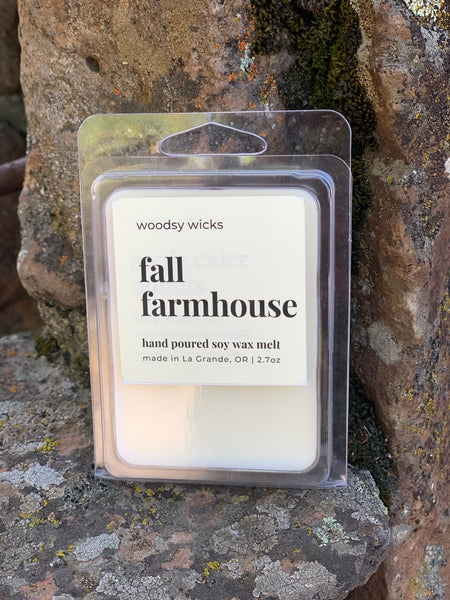 woodsy wicks
fall
farmhouse
hand poured soy wax melt
made in La Grande, OR | 2.7oz